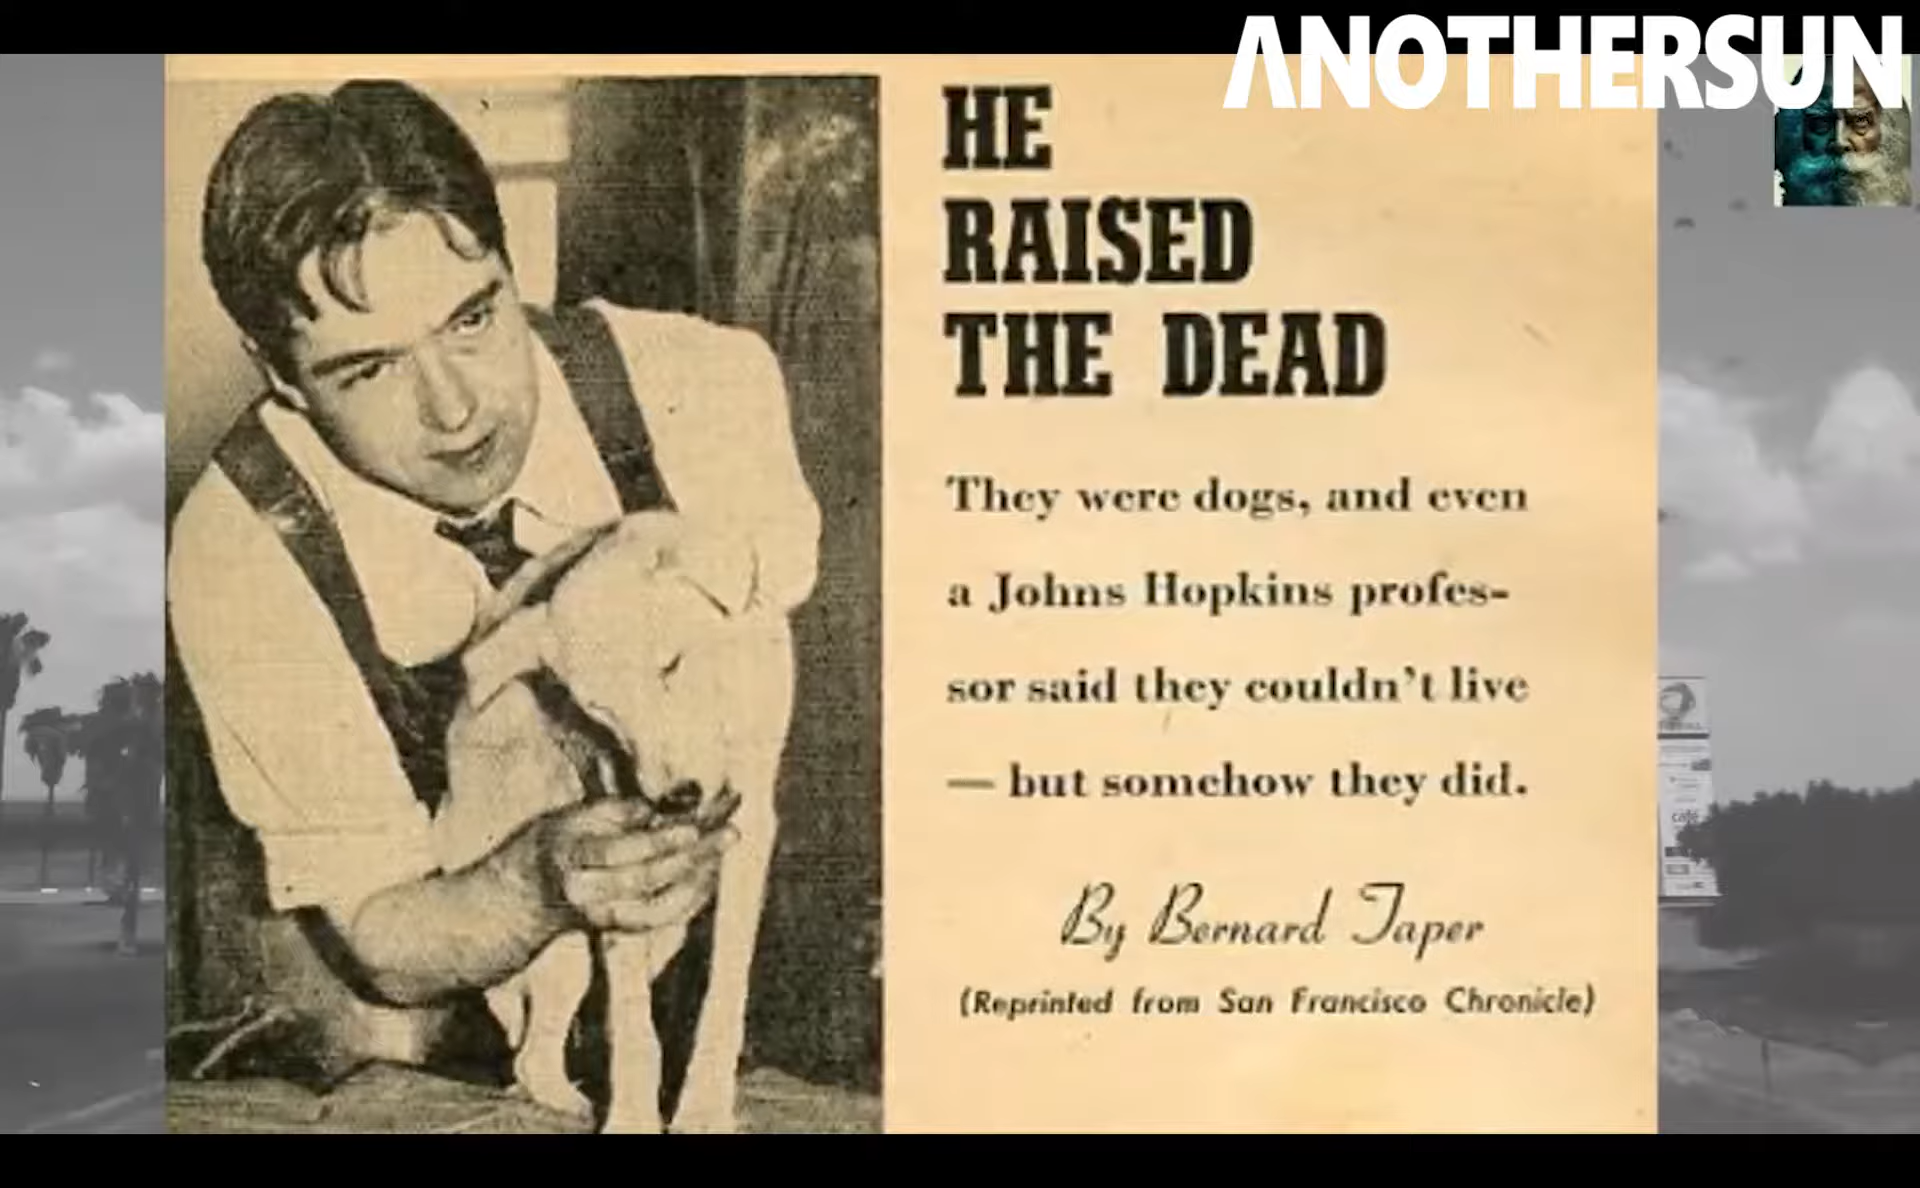 ANOTHERSUN
HE
RAISED
THE DEAD
They were dogs, and even
a Johns Hopkins profes-
sor said they couldn't live
— but somehow they did.
By Bernard Taper
(Reprinted from San Francisco Chronicle)
café